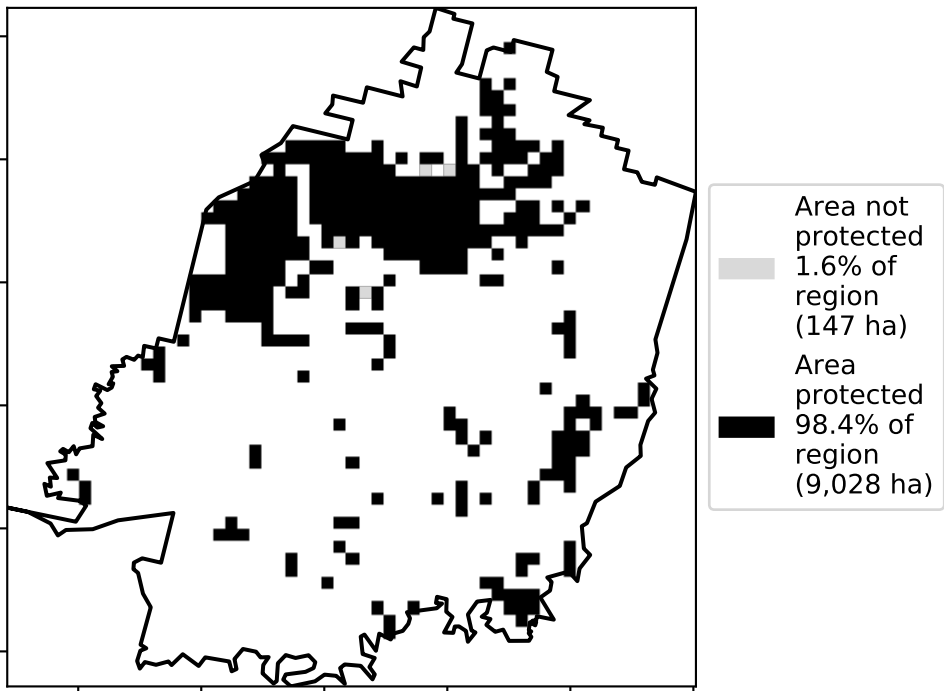 Area not
protected
1.6% of
region
(147 ha)
Area
protected
98.4% of
region
(9,028 ha)